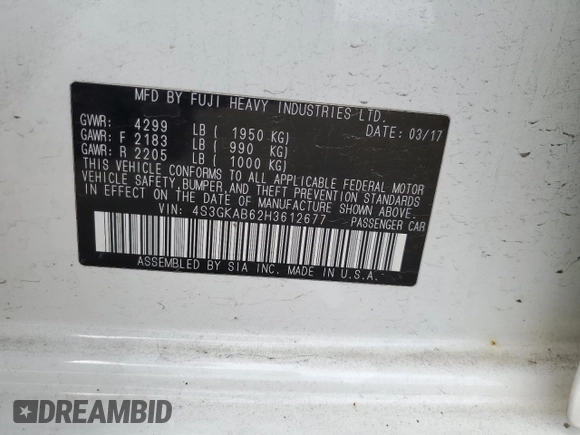 MFD BY FUJI HEAVY INDUSTRIES LTD.
GVWR: 4299 LB ( 1950 KG) DATE: 03/17
GAWR: F 2183 LB ( 990 KG)
GAWR: R 2205 LB ( 1000 KG)
THIS VEHICLE CONFORMS TO ALL APPLICABLE FEDERAL MOTOR
VEHICLE SAFETY,BUMPER,AND THEFT PREVENTION STANDARDS
IN EFFECT ON THE DATE OF MANUFACTURE SHOWN ABOVE.
VIN: 4S3GKAB62H3612677 PASSENGER CAR
ASSEMBLED BY SIA INC. MADE IN U.S.A.
DREAMBID